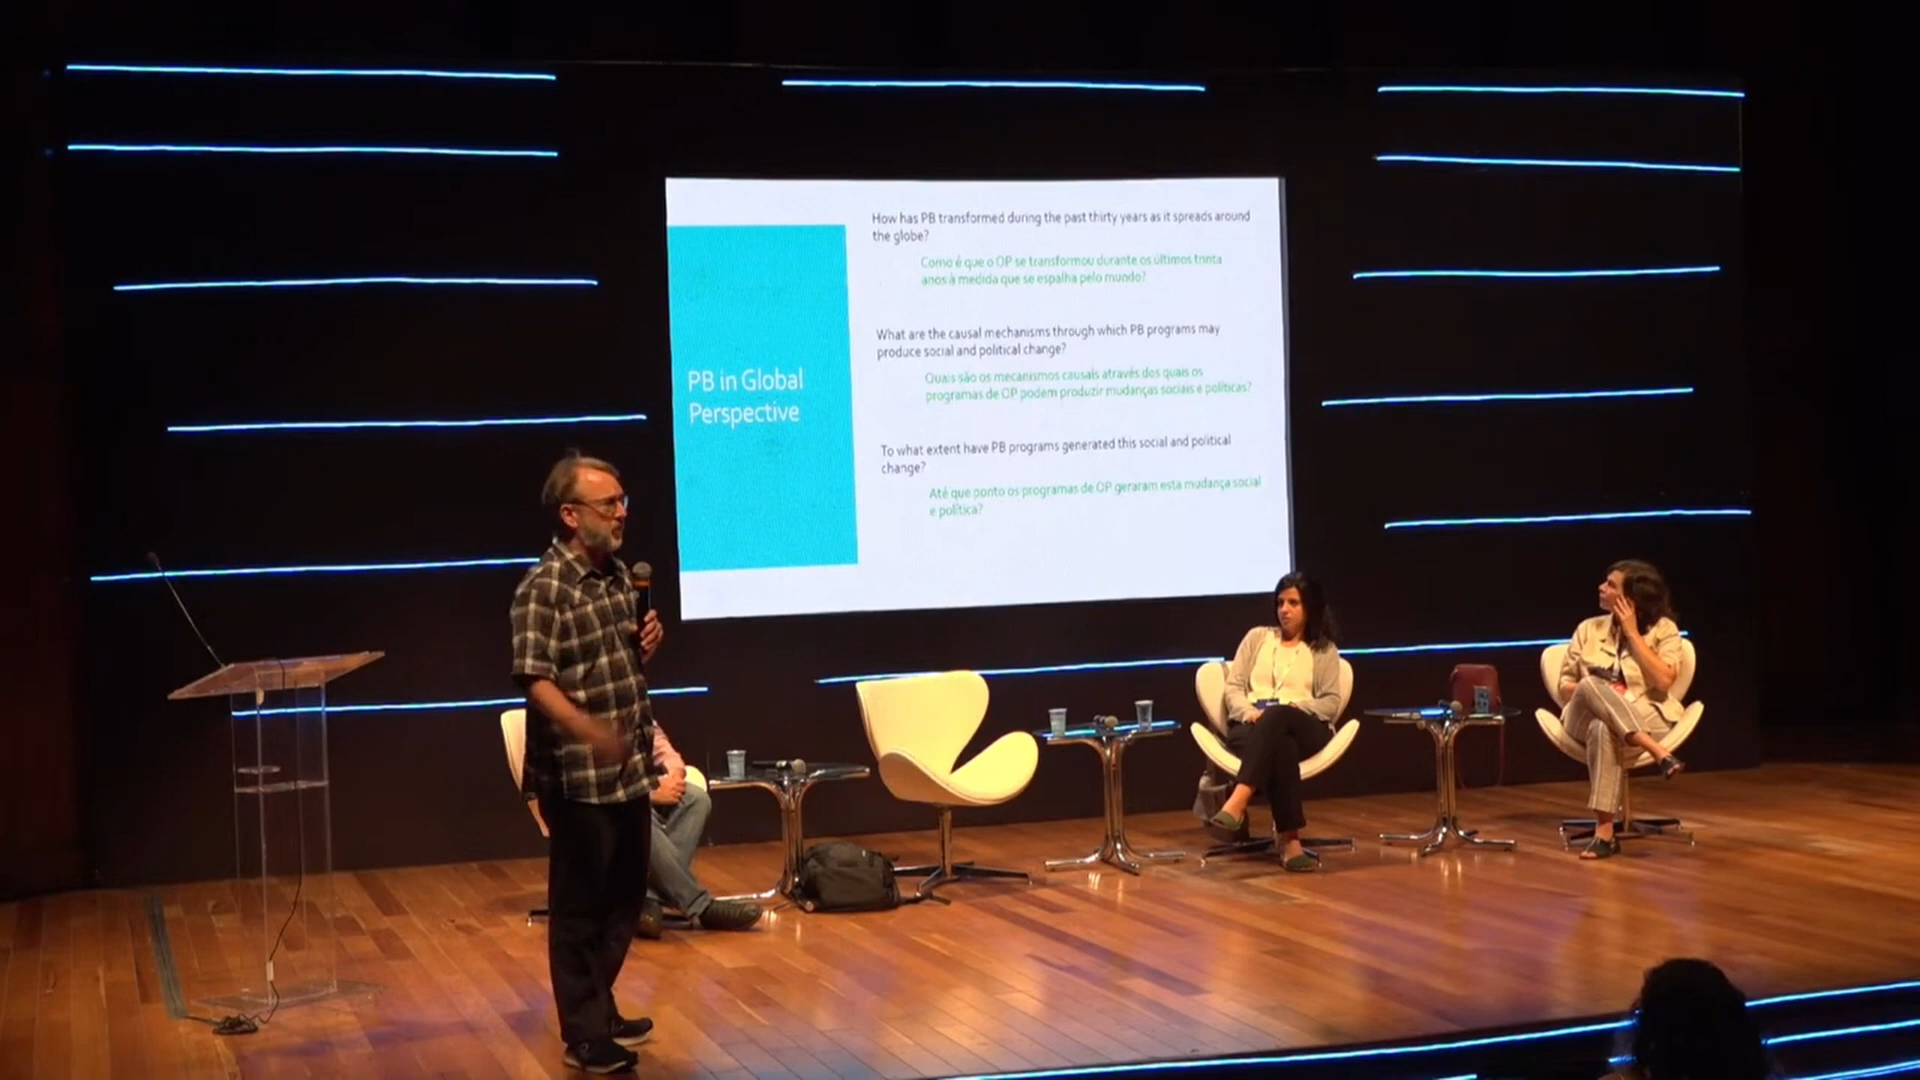 PB in Global
Perspective
How has PB transformed during the past thirty years as it spreads around
the globe?
Como é que o OP se transformou durante os últimos trinta
anos à medida que se espalha pelo mundo?
What are the causal mechanisms through which PB programs may
produce social and political change?
Quais são os mecanismos causais através dos quais os
programas de OP podem produzir mudanças sociais e políticas?
To what extent have PB programs generated this social and political
change?
Até que ponto os programas de OP geraram esta mudança social
e política?